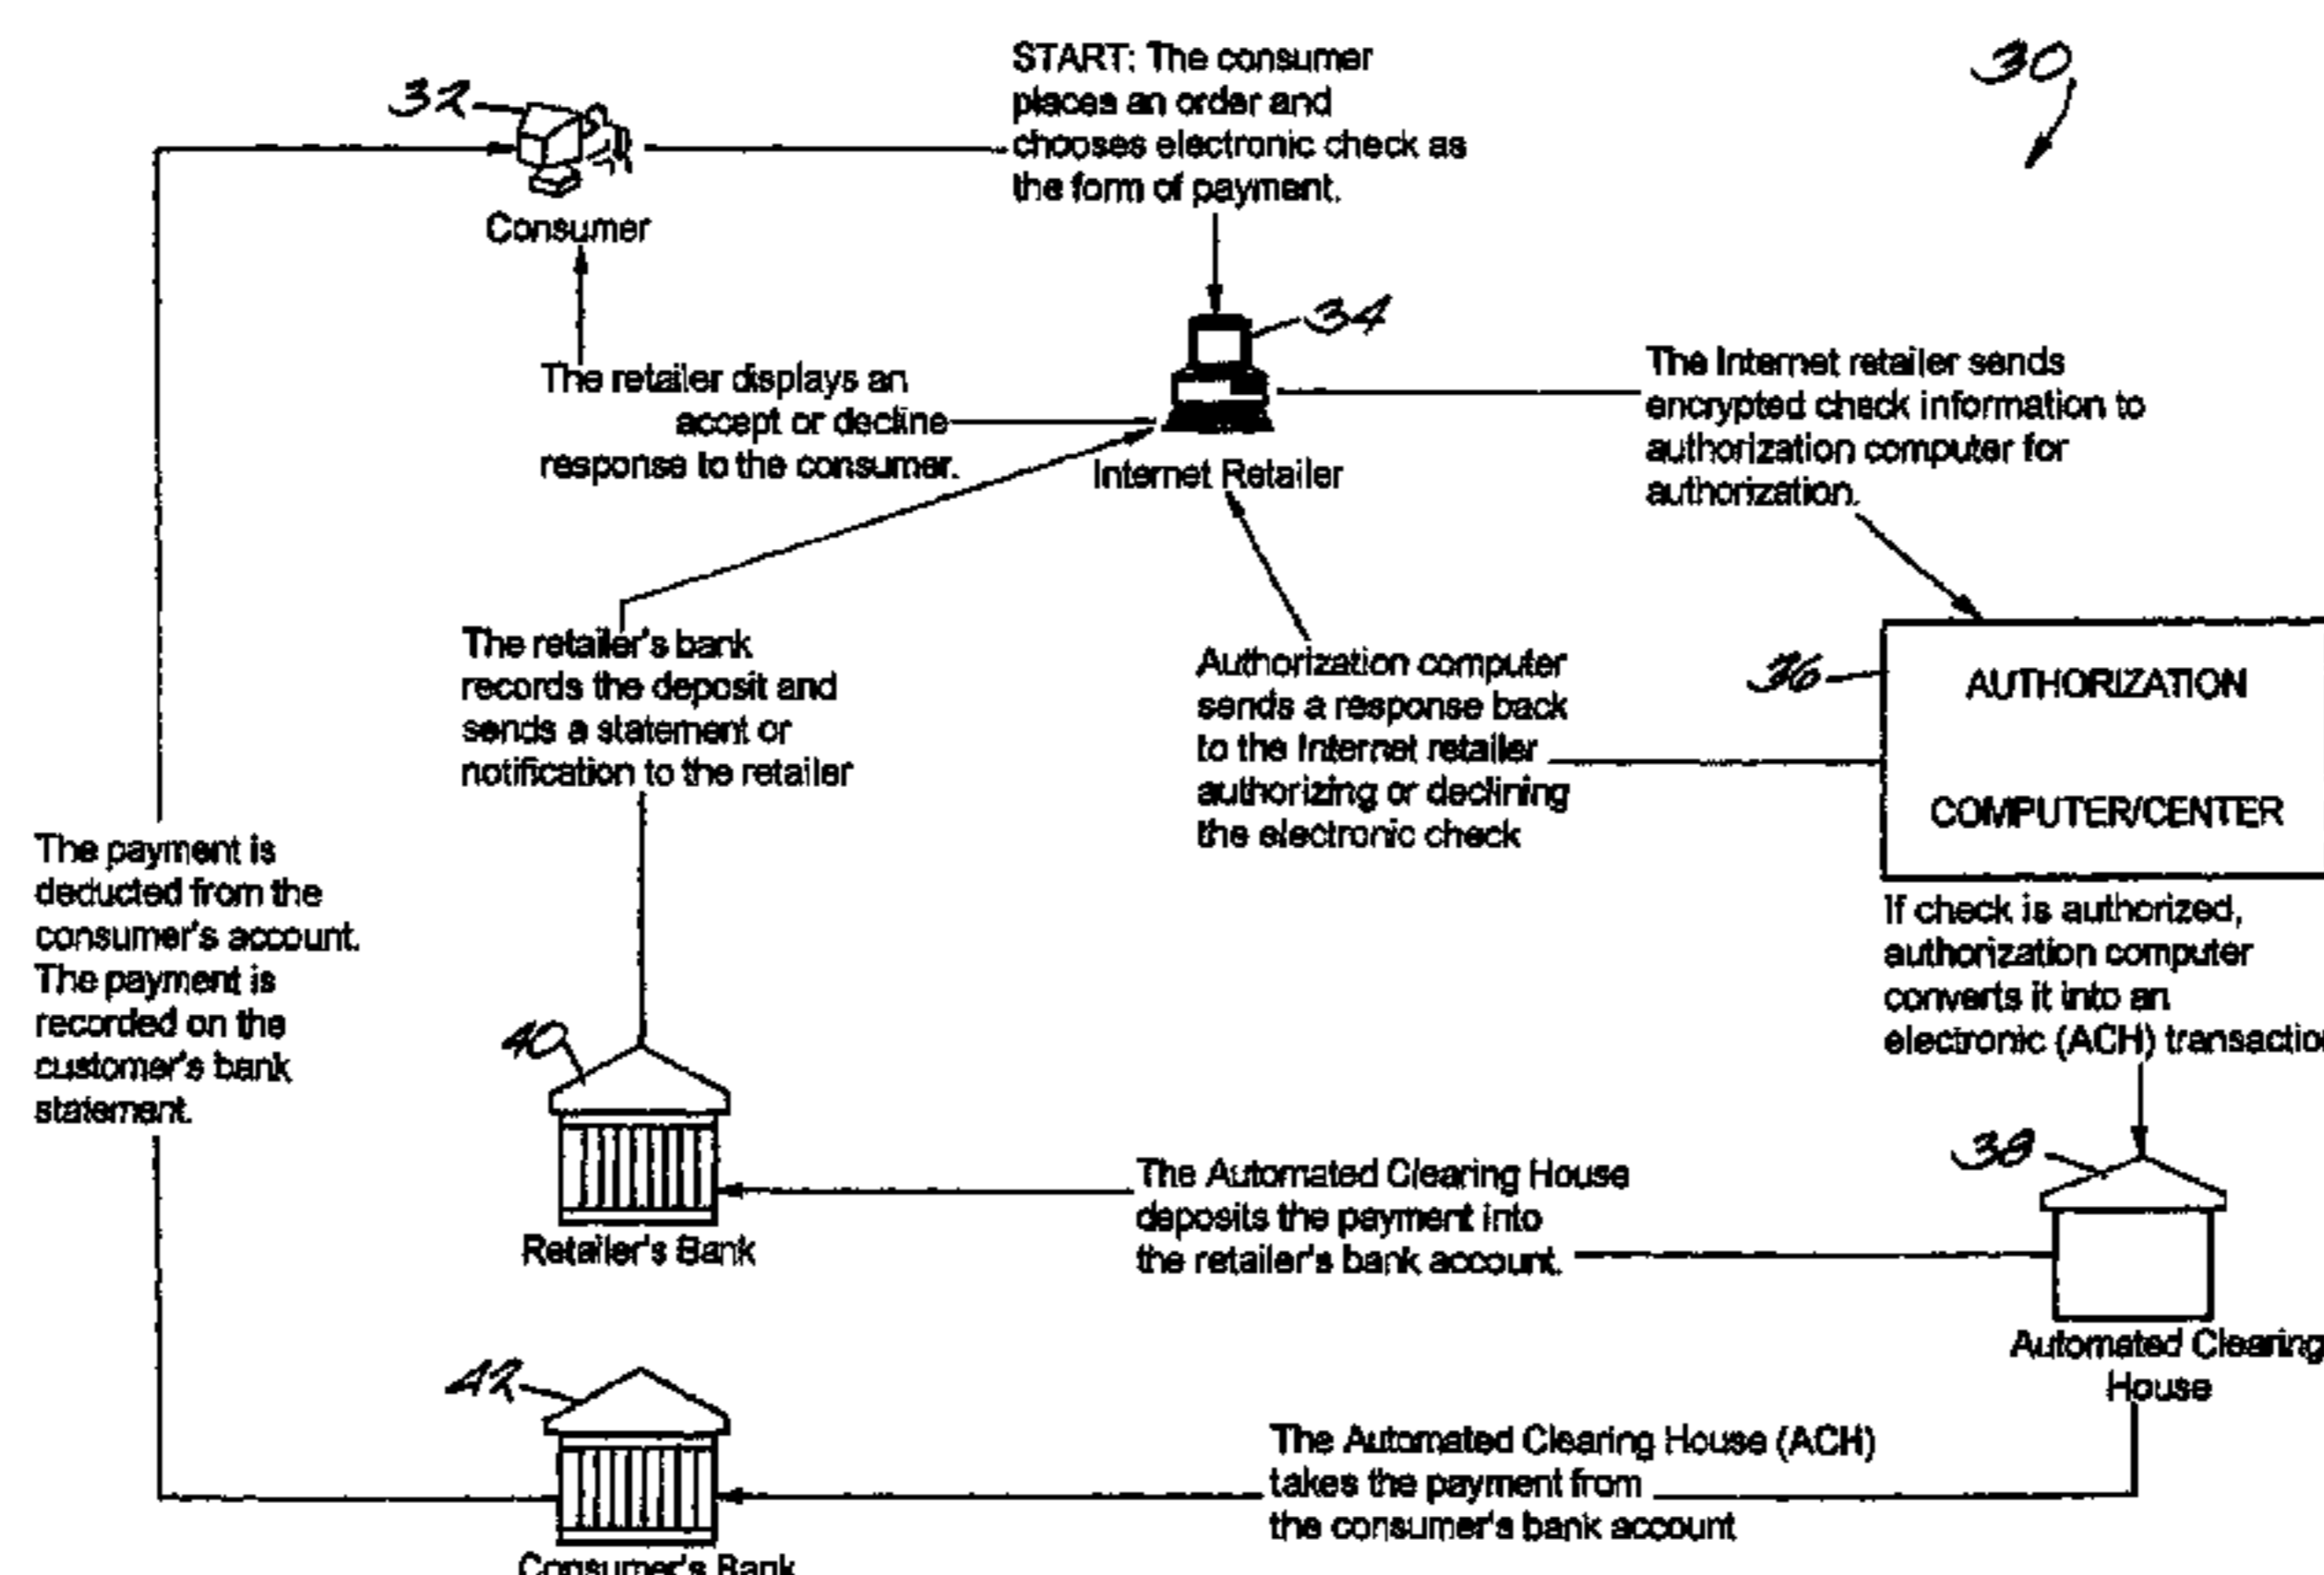 START: The consumer
places an order and
chooses electronic check as
the form of payment.
30
32
Consumer
34
The retailer displays an
accept or decline
response to the consumer.
Internet Retailer
The Internet retailer sends
encrypted check information to
authorization computer for
authorization.
The retailer's bank
records the deposit and
sends a statement or
notification to the retailer
Authorization computer
sends a response back
to the Internet retailer
authorizing or declining
the electronic check
36
AUTHORIZATION
COMPUTER/CENTER
The payment is
deducted from the
consumer's account.
The payment is
recorded on the
customer's bank
statement.
If check is authorized,
authorization computer
converts it into an
electronic (ACH) transaction
40
Retailer's Bank
The Automated Clearing House
deposits the payment into
the retailer's bank account.
38
Automated Clearing
House
42
Consumer's Bank
The Automated Clearing House (ACH)
takes the payment from
the consumer's bank account